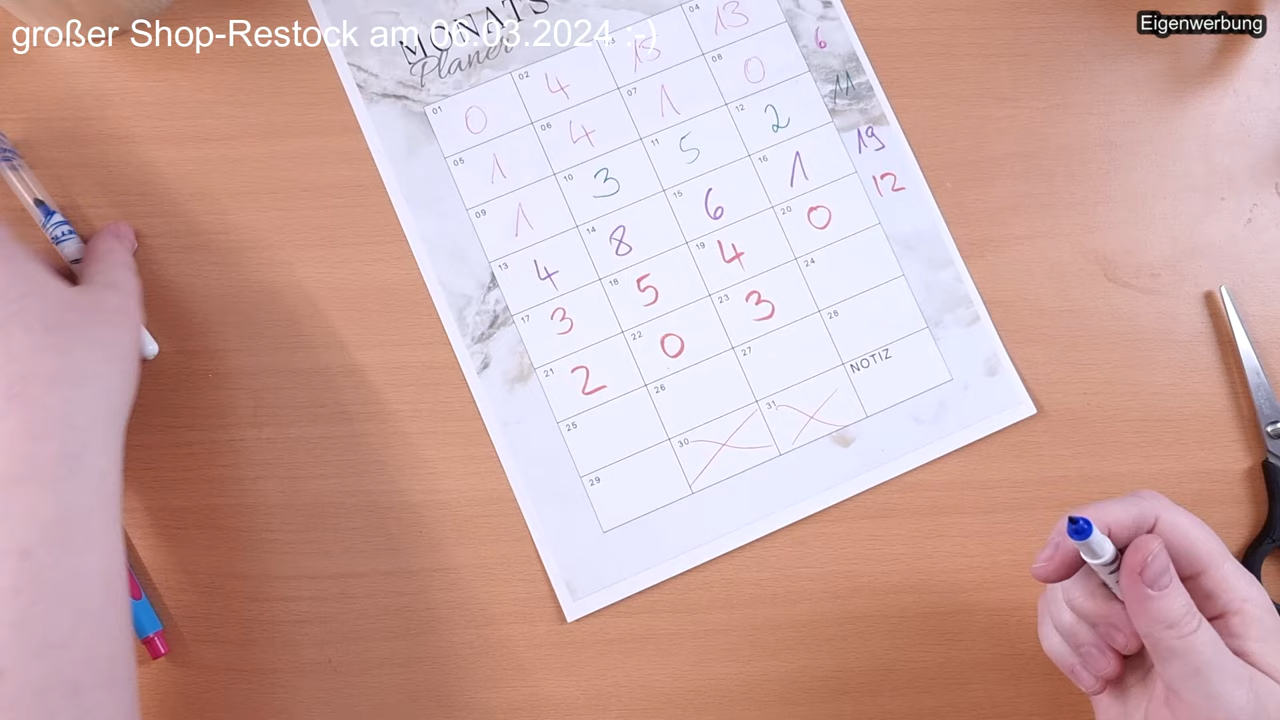 großer Shop-Restock am 06.03.2024 :-)
Eigenwerbung
MONATS
Planer
01 0 02 4 03 13 04 13
05 1 06 4 07 1 08 0
09 1 10 3 11 5 12 2
13 4 14 8 15 6 16 1
17 3 18 5 19 4 20 0
21 2 22 0 23 3 24
25 26 27 28
29 30 31 NOTIZ
6
11
19
12